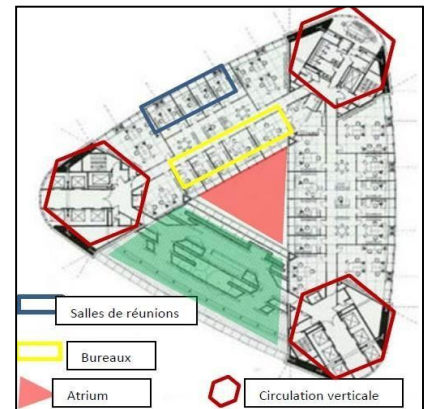 Salles de réunions
Bureaux
Atrium
Circulation verticale